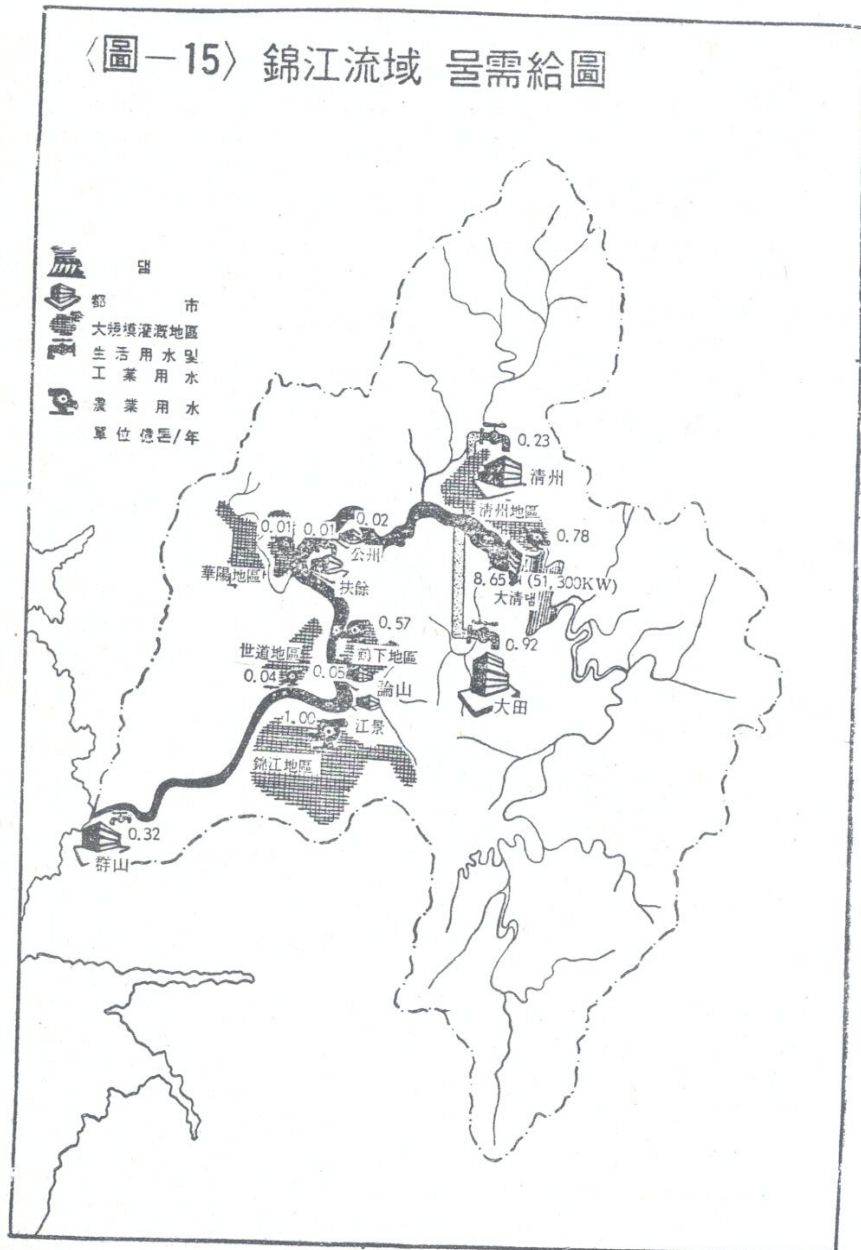 〈圖－15〉 錦江流域 물需給圖
댐
都 市
大規模灌漑地區
生活用水 및
工業用水
農業用水
單位 億톤/年
0.23
淸州
淸州地區
0.01
0.01
0.02
公州
0.78
華陽地區
扶餘
8.65 (51,300KW)
大淸댐
0.57
0.92
世道地區
0.04
0.05
論山
大田
1.00
江景
錦江地區
0.32
群山